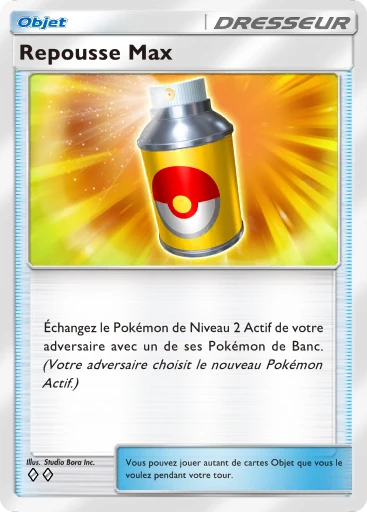 Objet
DRESSEUR
Repousse Max
Échangez le Pokémon de Niveau 2 Actif de votre
adversaire avec un de ses Pokémon de Banc.
(Votre adversaire choisit le nouveau Pokémon
Actif.)
Illus. Studio Bora Inc.
Vous pouvez jouer autant de cartes Objet que vous le
voulez pendant votre tour.